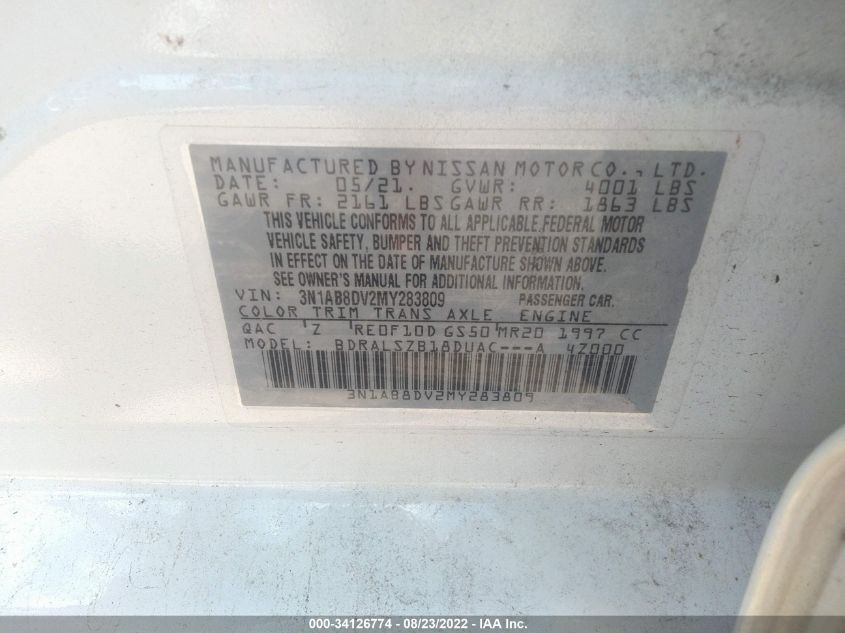 MANUFACTURED BY NISSAN MOTOR CO., LTD.
DATE: 05/21. GVWR: 4001 LBS
GAWR FR: 2161 LBS GAWR RR: 1863 LBS
THIS VEHICLE CONFORMS TO ALL APPLICABLE FEDERAL MOTOR
VEHICLE SAFETY, BUMPER AND THEFT PREVENTION STANDARDS
IN EFFECT ON THE DATE OF MANUFACTURE SHOWN ABOVE.
SEE OWNER'S MANUAL FOR ADDITIONAL INFORMATION.
VIN: 3N1AB8DV2MY283809 PASSENGER CAR.
COLOR TRIM TRANS AXLE ENGINE
QAC Z RE0F10D GS50 MR20 1997 CC
MODEL: BDRALSZB18DUAC---A 4Z000
3N1AB8DV2MY283809
000-34126774 - 08/23/2022 - IAA Inc.